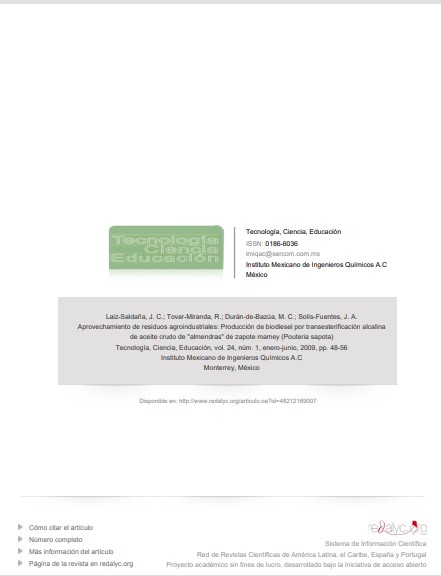 Tecnología
Ciencia
Educación
Tecnología, Ciencia, Educación
ISSN: 0186-6036
imiqac@sercom.com.mx
Instituto Mexicano de Ingenieros Químicos A.C
México
Laiz-Saldaña, J. C.; Tovar-Miranda, R.; Durán-de-Bazúa, M. C.; Solís-Fuentes, J. A.
Aprovechamiento de residuos agroindustriales: Producción de biodiesel por transesterificación alcalina
de aceite crudo de "almendras" de zapote mamey (Pouteria sapota)
Tecnología, Ciencia, Educación, vol. 24, núm. 1, enero-junio, 2009, pp. 48-56
Instituto Mexicano de Ingenieros Químicos A.C
Monterrey, México
Disponible en: http://www.redalyc.org/articulo.oa?id=48212169007
Cómo citar el artículo
Número completo
Más información del artículo
Página de la revista en redalyc.org
redalyc.org
Sistema de Información Científica
Red de Revistas Científicas de América Latina, el Caribe, España y Portugal
Proyecto académico sin fines de lucro, desarrollado bajo la iniciativa de acceso abierto